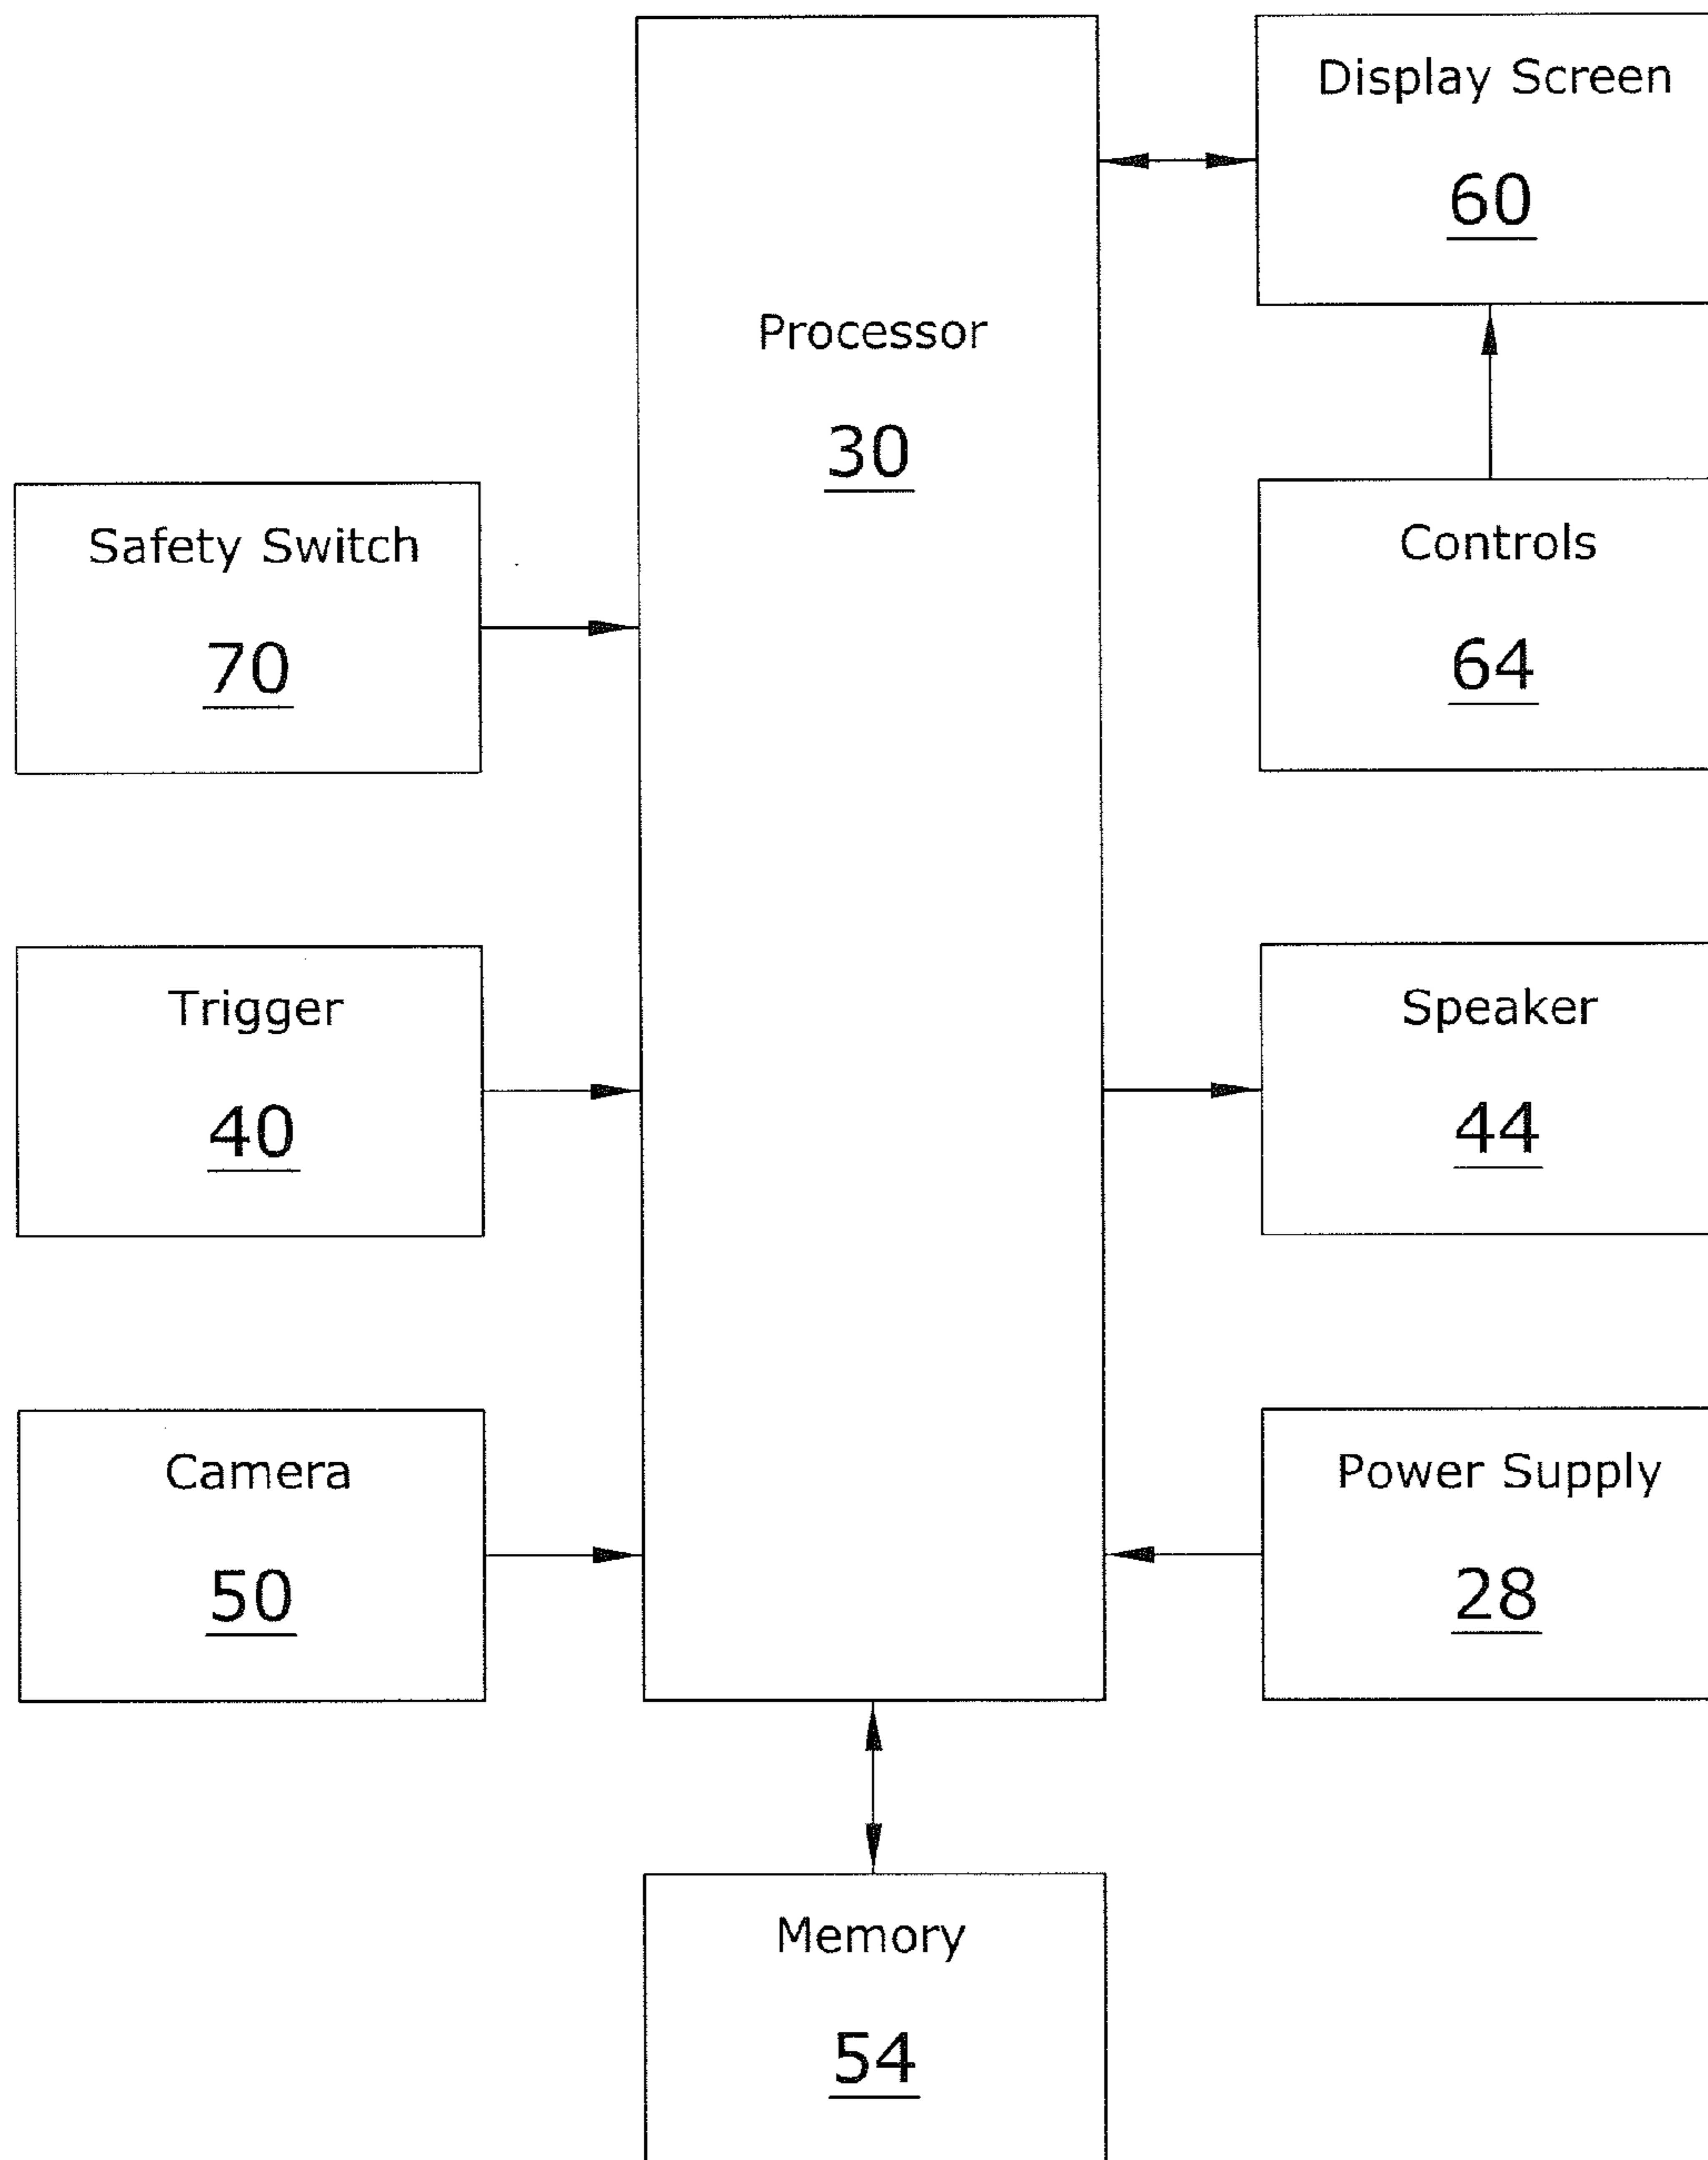 Display Screen
60
Processor
30
Safety Switch
70
Controls
64
Trigger
40
Speaker
44
Camera
50
Power Supply
28
Memory
54